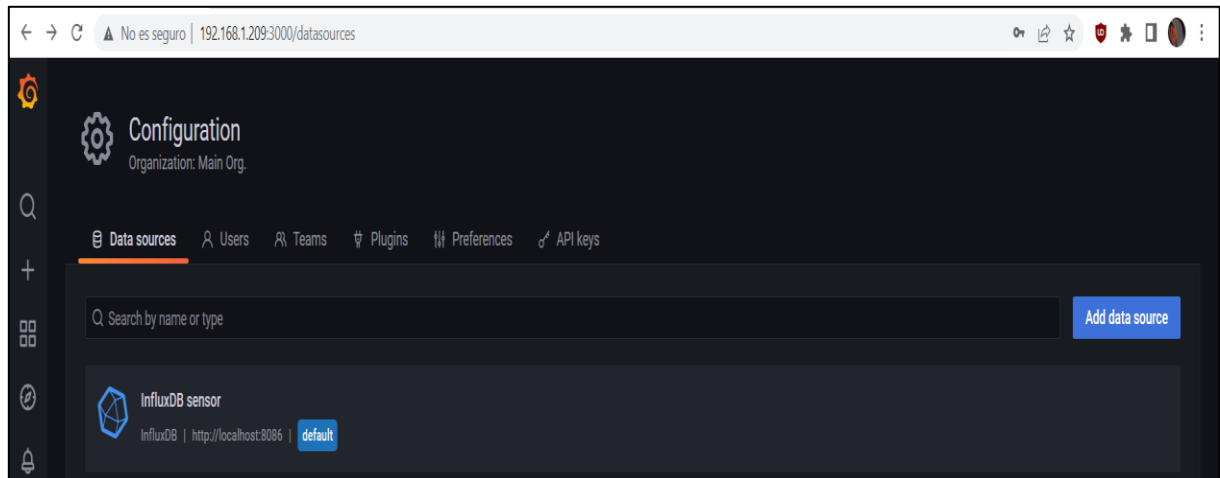 No es seguro | 192.168.1.209:3000/datasources
Configuration
Organization: Main Org.
Data sources Users Teams Plugins Preferences API keys
Search by name or type Add data source
InfluxDB sensor
InfluxDB | http://localhost:8086 | default